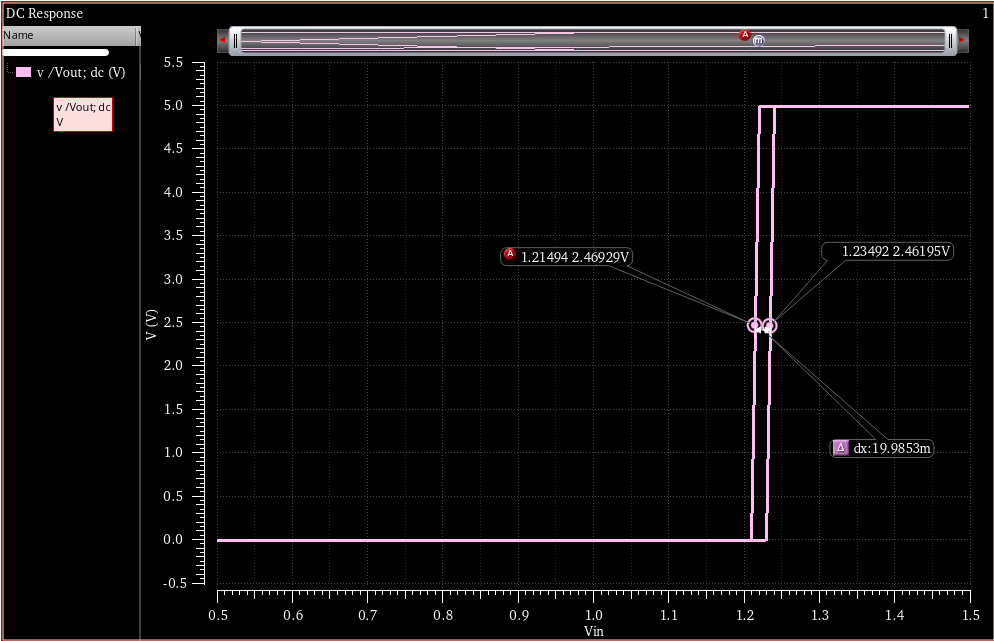 DC Response
1
Name
V
v /Vout; dc (V)
v /Vout; dc
V
A
m
5.5
5.0
4.5
4.0
3.5
3.0
2.5
2.0
1.5
1.0
0.5
0.0
-0.5
V (V)
A 1.21494 2.46929V
1.23492 2.46195V
Δ dx:19.9853m
0.5 0.6 0.7 0.8 0.9 1.0 1.1 1.2 1.3 1.4 1.5
Vin